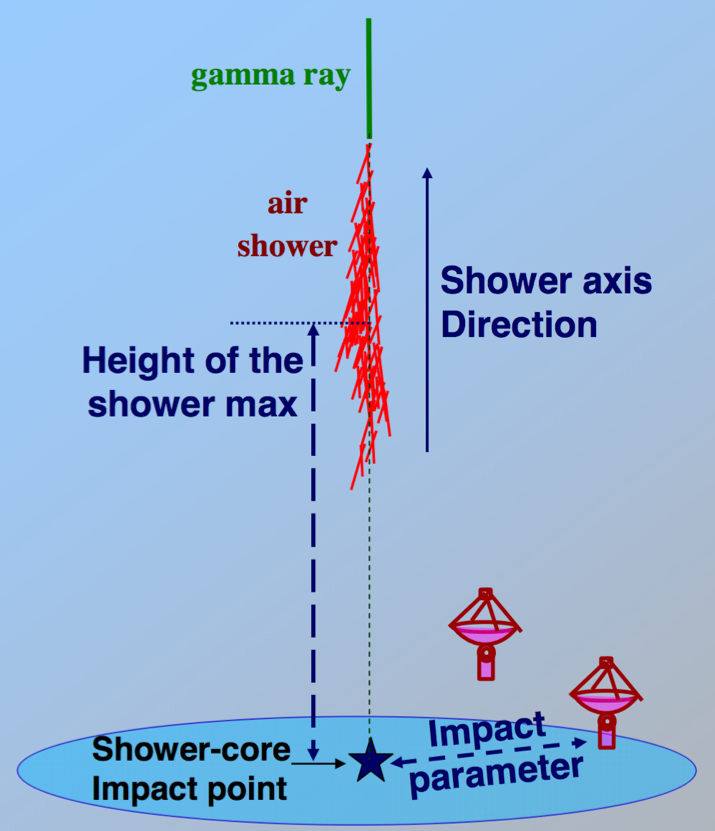 gamma ray
air
shower
Shower axis
Direction
Height of the
shower max
Shower-core
Impact point
Impact
parameter